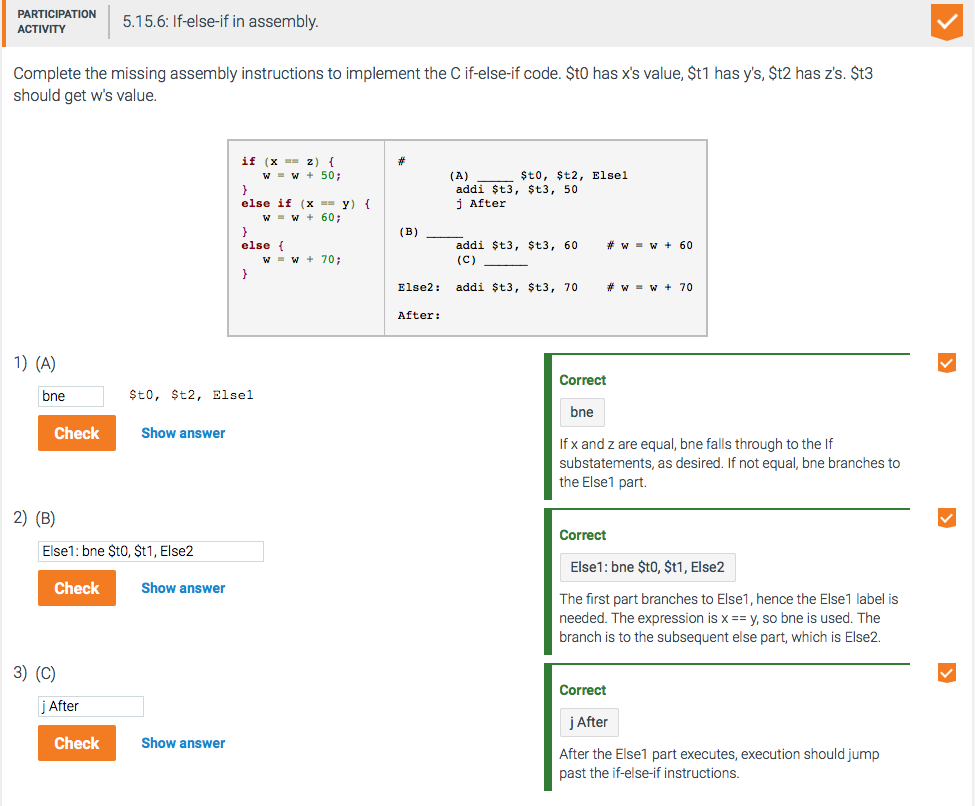 PARTICIPATION
ACTIVITY
5.15.6: If-else-if in assembly.
Complete the missing assembly instructions to implement the C if-else-if code. $t0 has x's value, $t1 has y's, $t2 has z's. $t3
should get w's value.
if (x == z) {
w = w + 50;
}
else if (x == y) {
w = w + 60;
}
else {
w = w + 70;
}
#
(A) _____ $t0, $t2, Else1
addi $t3, $t3, 50
j After
(B) _____
addi $t3, $t3, 60 # w = w + 60
(C) ______
Else2: addi $t3, $t3, 70 # w = w + 70
After:
1) (A)
bne $t0, $t2, Else1
Check Show answer
Correct
bne
If x and z are equal, bne falls through to the If
substatements, as desired. If not equal, bne branches to
the Else1 part.
2) (B)
Else1: bne $t0, $t1, Else2
Check Show answer
Correct
Else1: bne $t0, $t1, Else2
The first part branches to Else1, hence the Else1 label is
needed. The expression is x == y, so bne is used. The
branch is to the subsequent else part, which is Else2.
3) (C)
j After
Check Show answer
Correct
j After
After the Else1 part executes, execution should jump
past the if-else-if instructions.